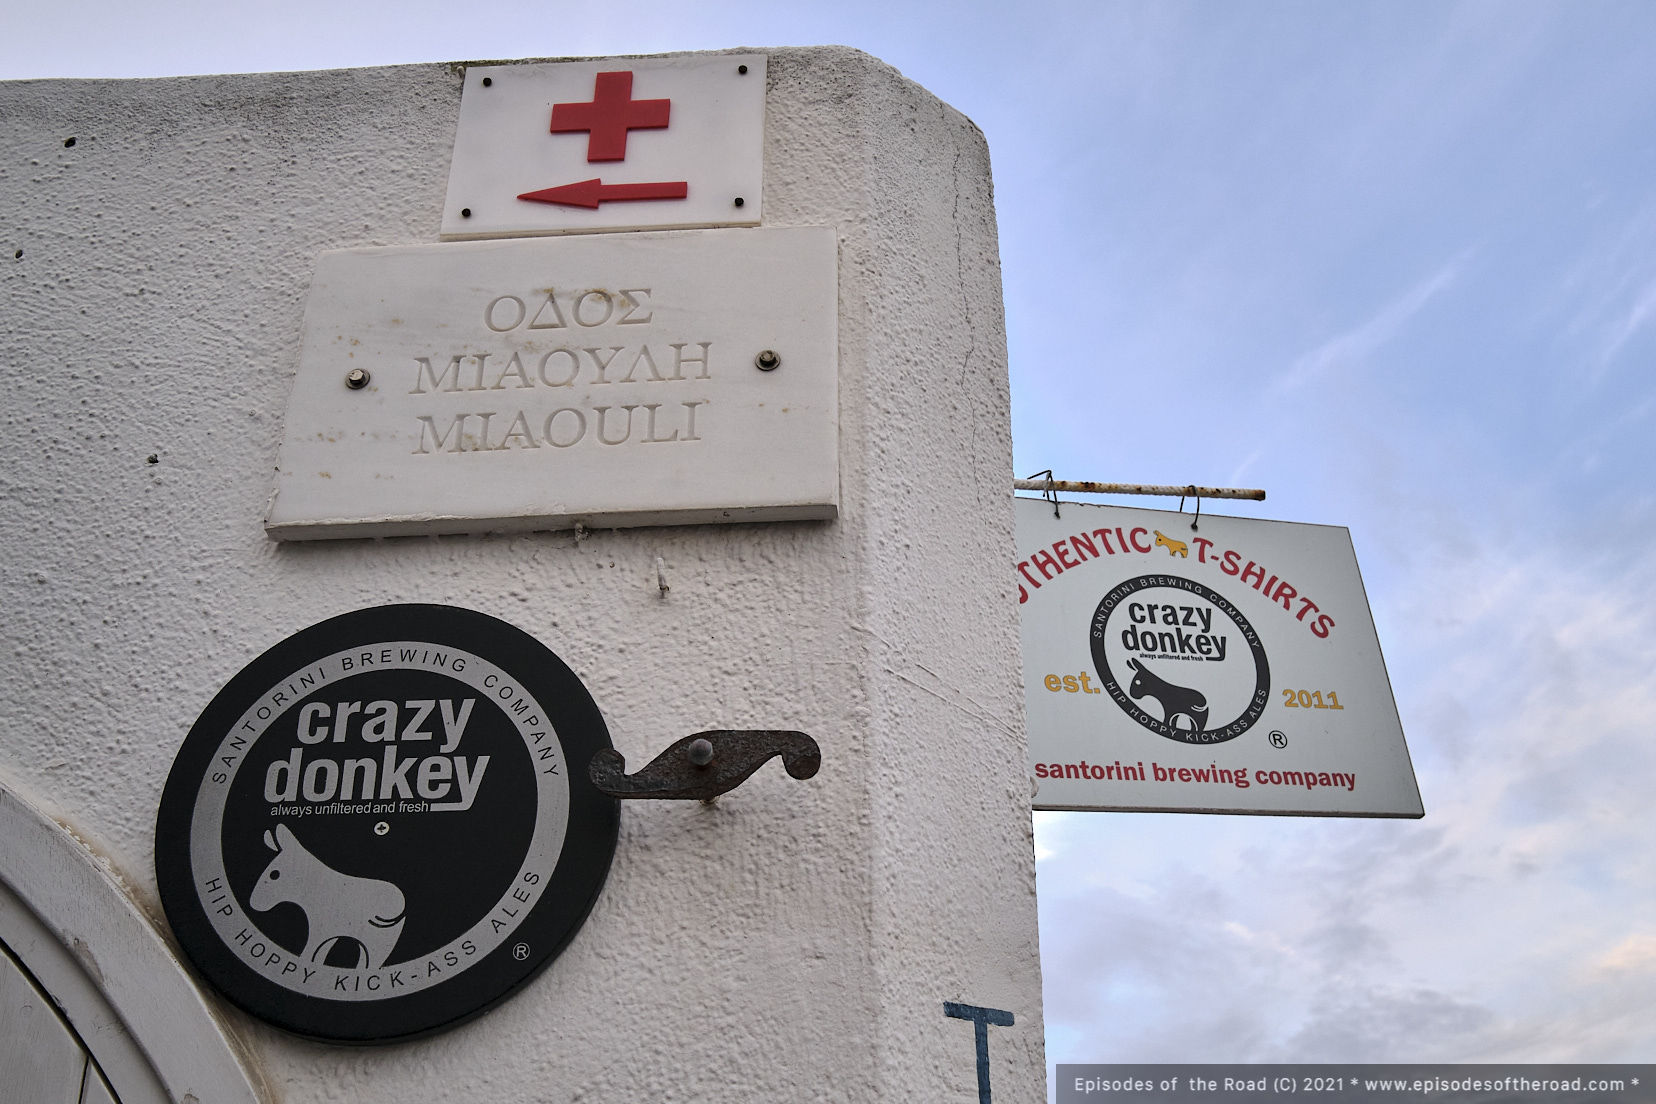 ΟΔΟΣ
ΜΙΑΟΥΛΗ
MIAOULI
SANTORINI BREWING COMPANY
crazy
donkey
always unfiltered and fresh
HIP HOPPY KICK-ASS ALES
®
T-SHIRTS
SANTORINI BREWING COMPANY
crazy
donkey
always unfiltered and fresh
HIP HOPPY KICK-ASS ALES
est. 2011
®
santorini brewing company
T
Episodes of the Road (C) 2021 * www.episodesoftheroad.com *